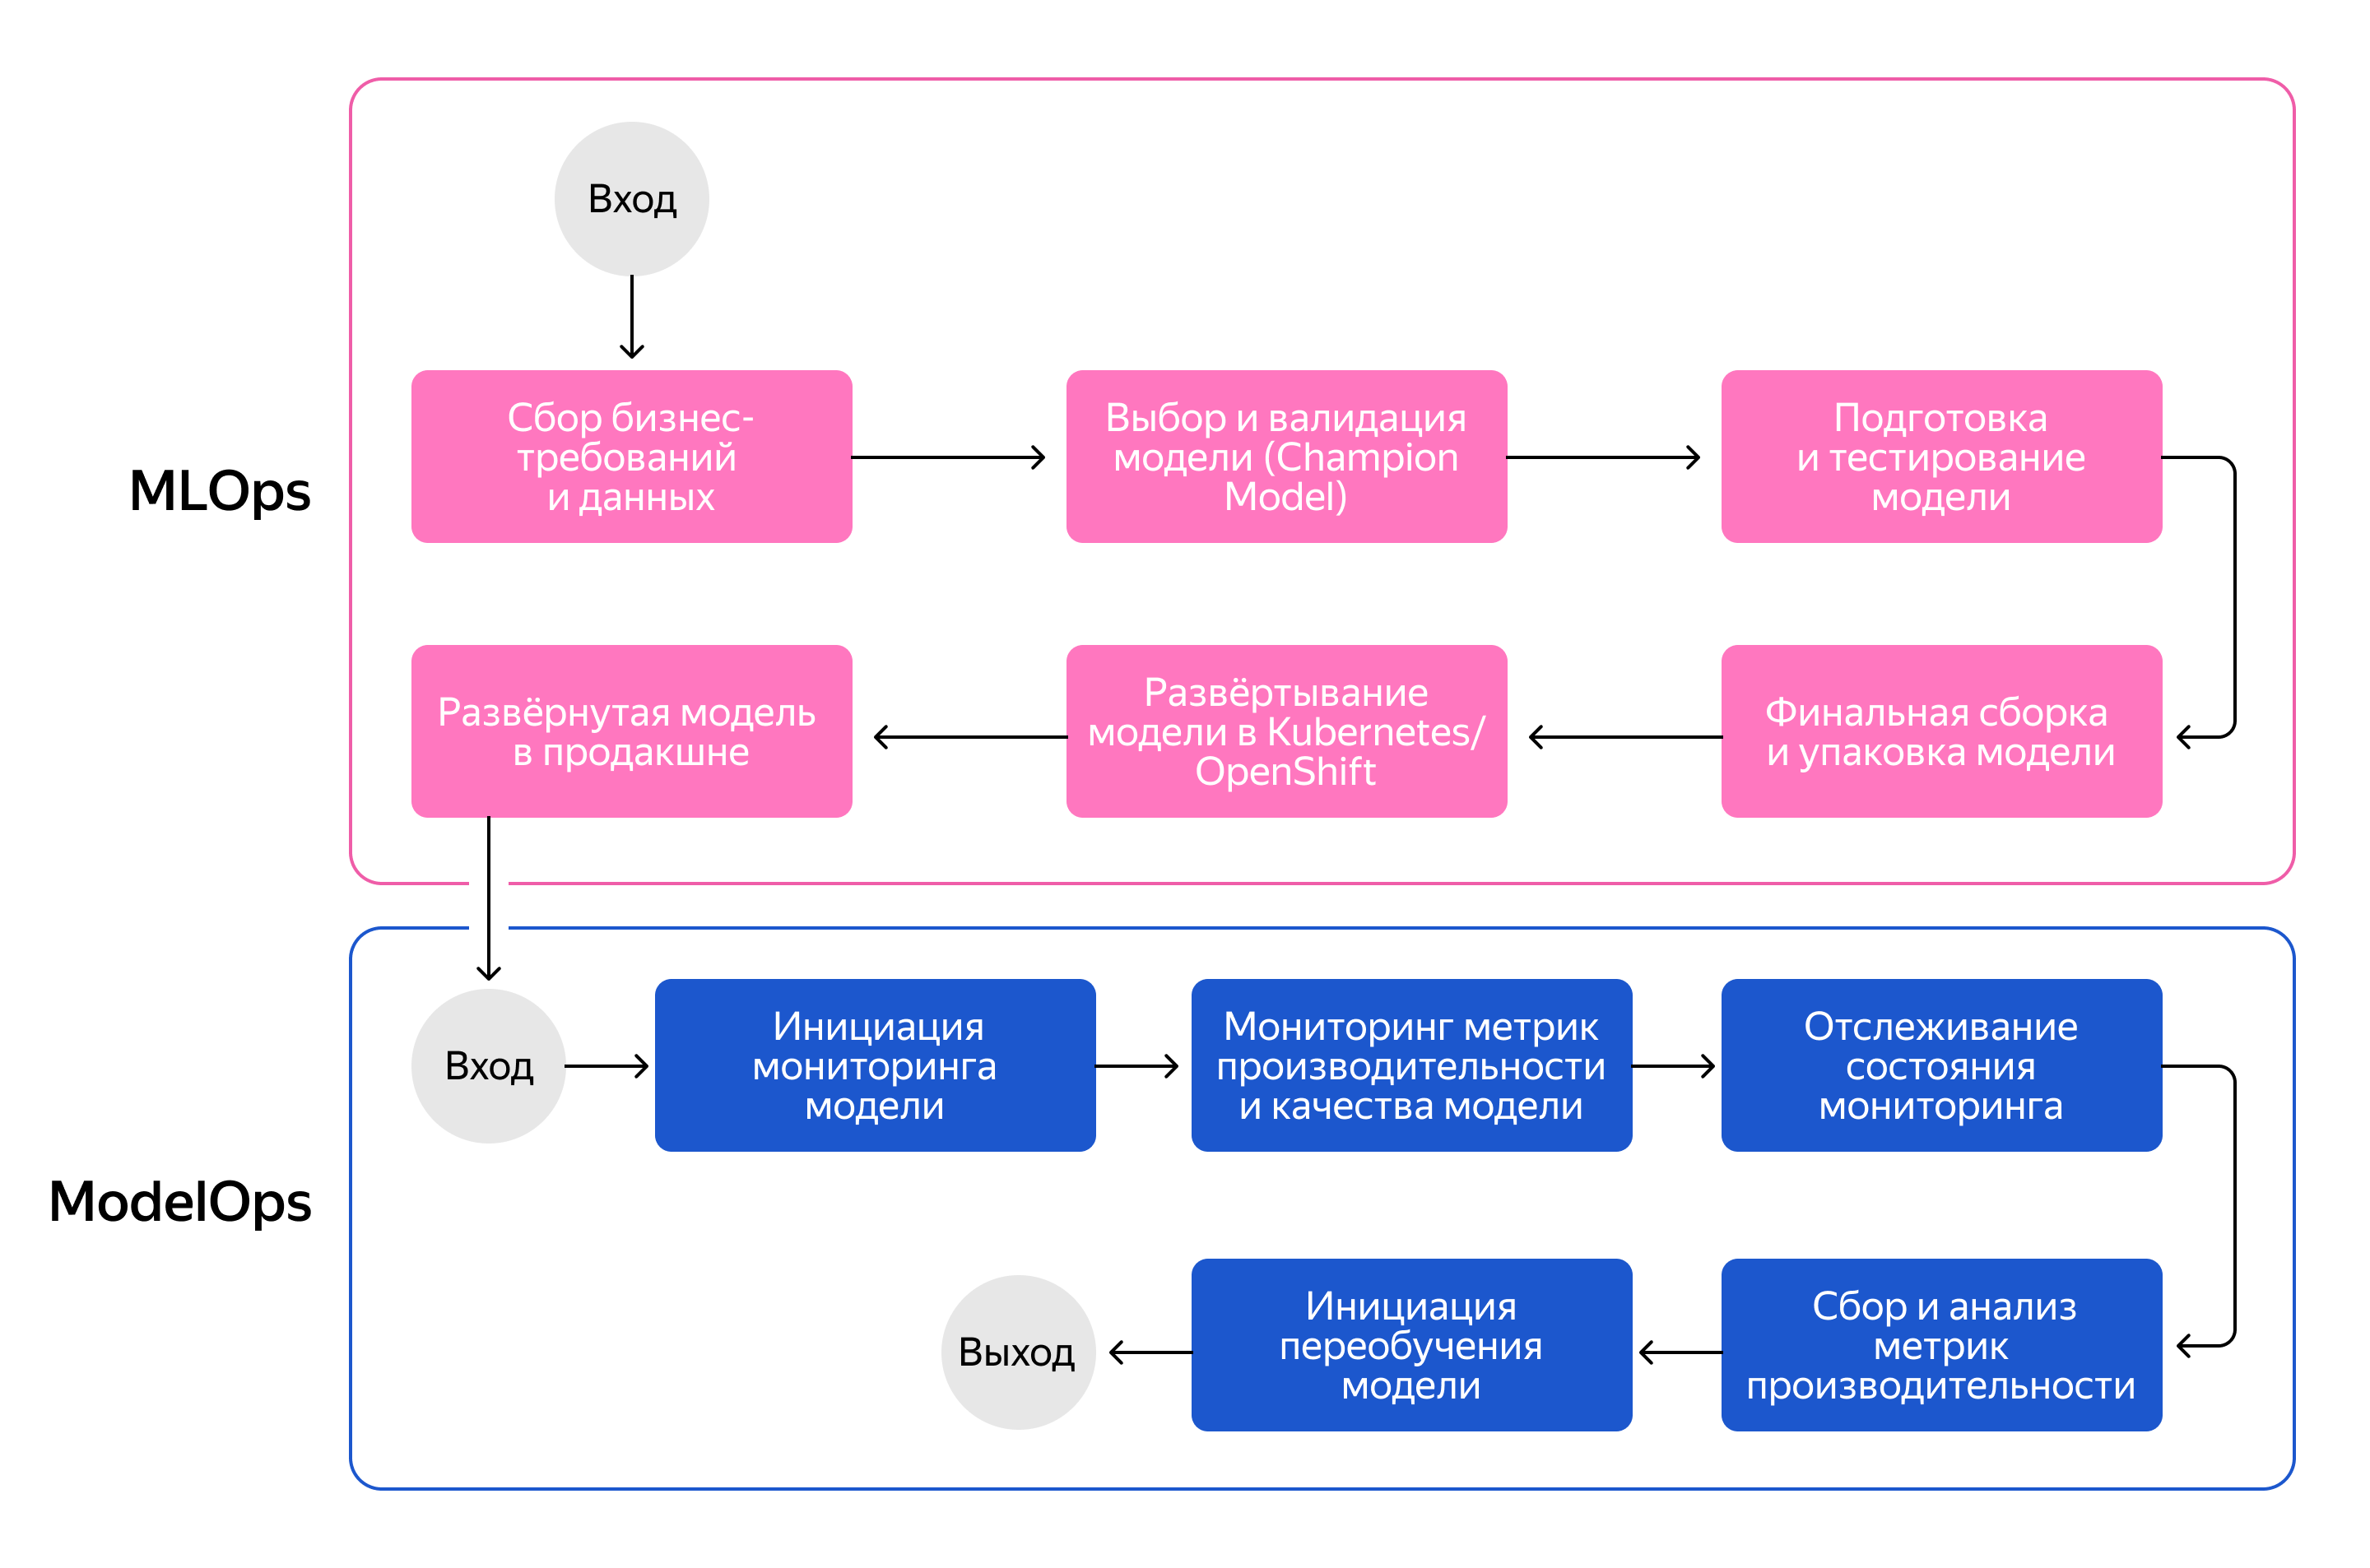 MLOps
Вход
Сбор бизнес-
требований
и данных
Выбор и валидация
модели (Champion
Model)
Подготовка
и тестирование
модели
Финальная сборка
и упаковка модели
Развёртывание
модели в Kubernetes/
OpenShift
Развёрнутая модель
в продакшне
ModelOps
Вход
Инициация
мониторинга
модели
Мониторинг метрик
производительности
и качества модели
Отслеживание
состояния
мониторинга
Сбор и анализ
метрик
производительности
Инициация
переобучения
модели
Выход